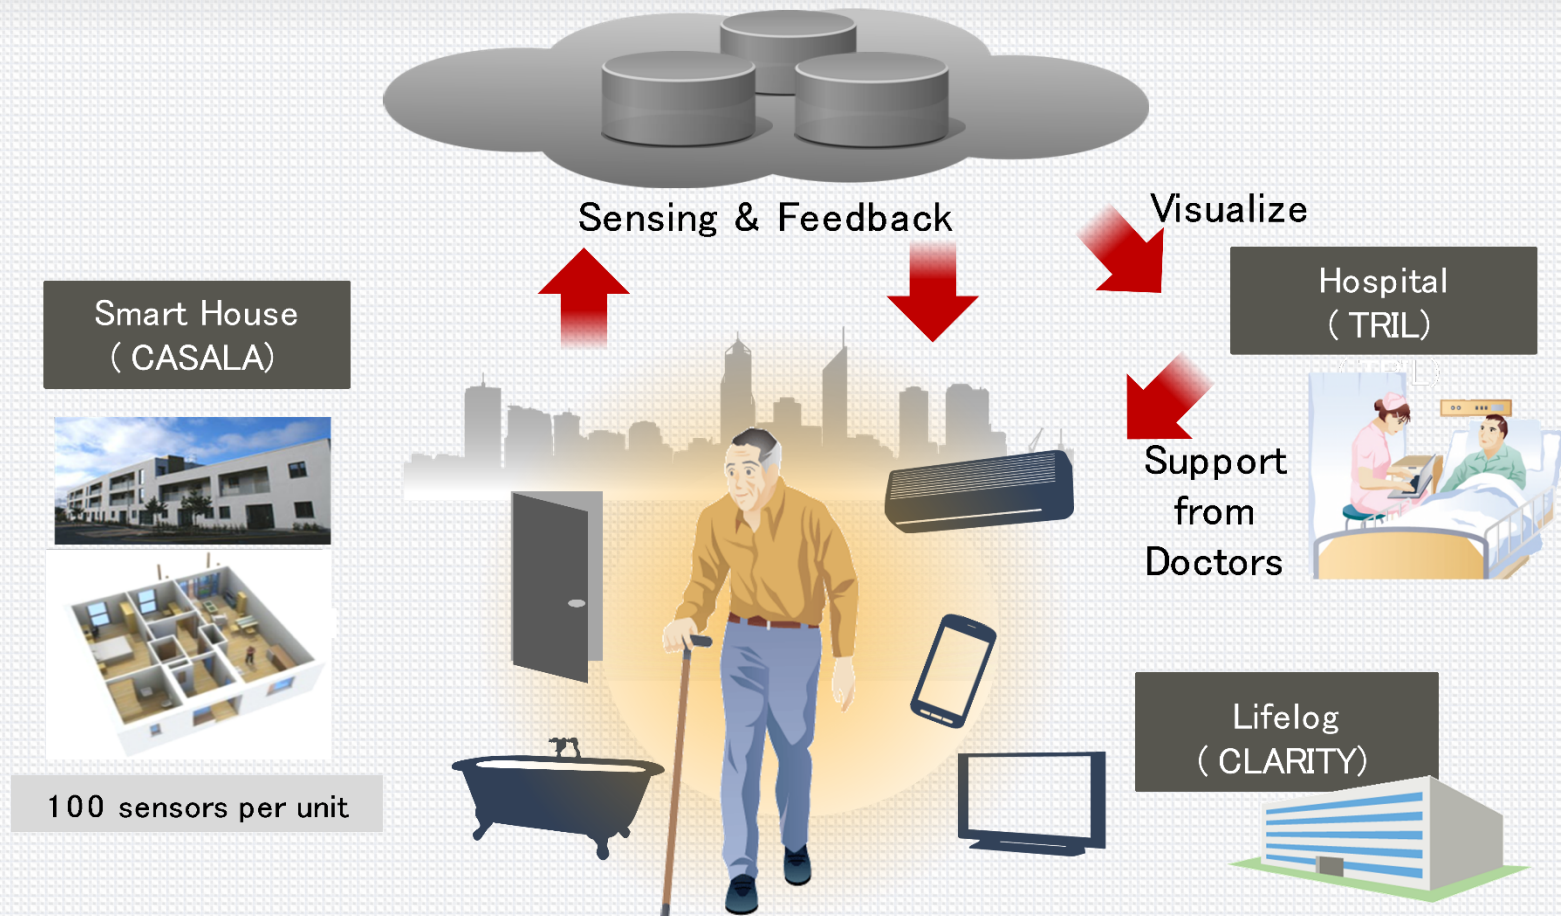 Sensing & Feedback
Visualize
Smart House
( CASALA)
Hospital
( TRIL)
Support
from
Doctors
Lifelog
( CLARITY)
100 sensors per unit